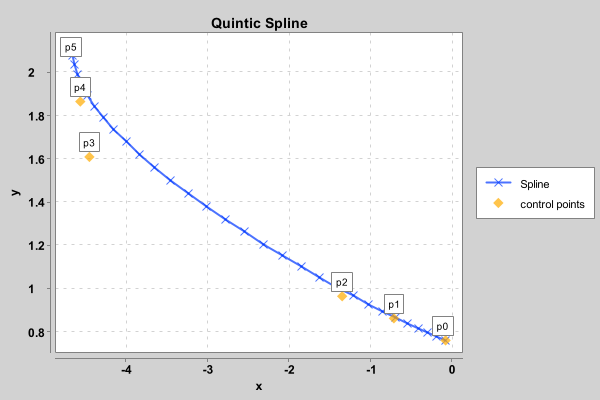 Quintic Spline
p5
2
p4
1.8
p3
1.6
y
1.4
1.2
p2
1
p1
p0
0.8
-4
-3
-2
-1
0
x
Spline
control points